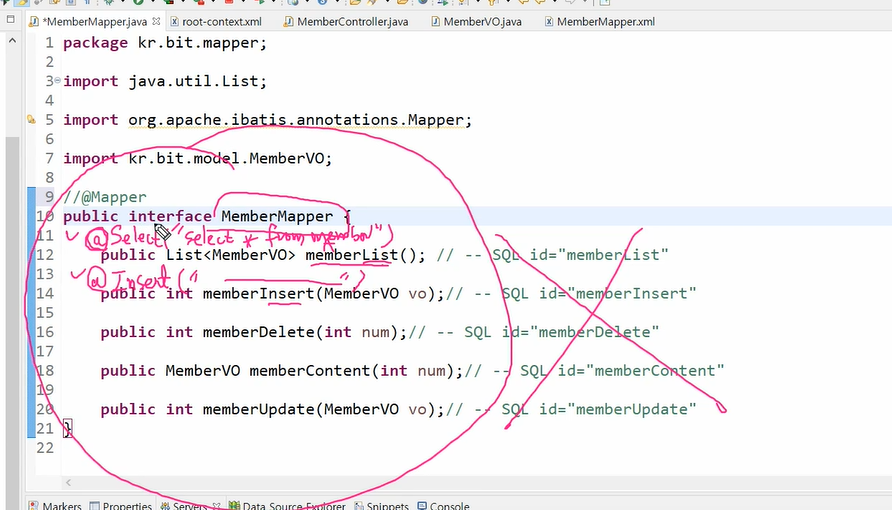 *MemberMapper.java root-context.xml MemberController.java MemberVO.java MemberMapper.xml
1 package kr.bit.mapper;
2
3 import java.util.List;
4
5 import org.apache.ibatis.annotations.Mapper;
6
7 import kr.bit.model.MemberVO;
8
9 //@Mapper
10 public interface MemberMapper {
11 @Select("select * from member")
12 public List<MemberVO> memberList(); // -- SQL id="memberList"
13 @Insert(" ")
14 public int memberInsert(MemberVO vo);// -- SQL id="memberInsert"
15
16 public int memberDelete(int num);// -- SQL id="memberDelete"
17
18 public MemberVO memberContent(int num);// -- SQL id="memberContent"
19
20 public int memberUpdate(MemberVO vo);// -- SQL id="memberUpdate"
21 }
22
Markers Properties Servers Data Source Explorer Snippets Console